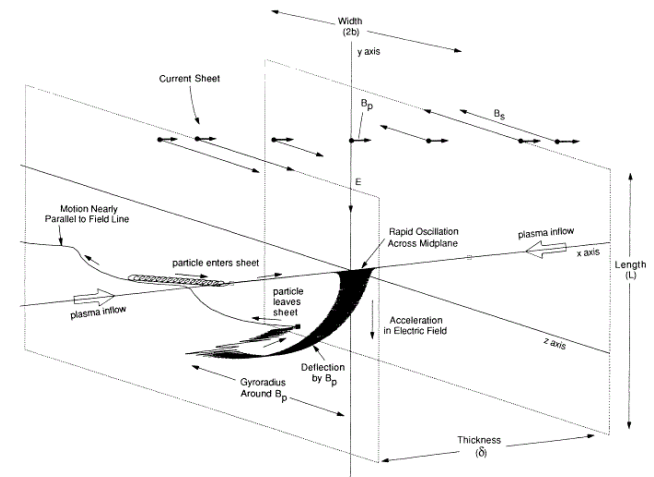 Width
(2b)
y axis
Current Sheet
Bp
Bs
E
Motion Nearly
Parallel to Field Line
Rapid Oscillation
Across Midplane
plasma inflow
x axis
particle enters sheet
Length
(L)
particle
leaves
sheet
plasma inflow
Acceleration
in Electric Field
z axis
Deflection
by Bp
Gyroradius
Around Bp
Thickness
(δ)